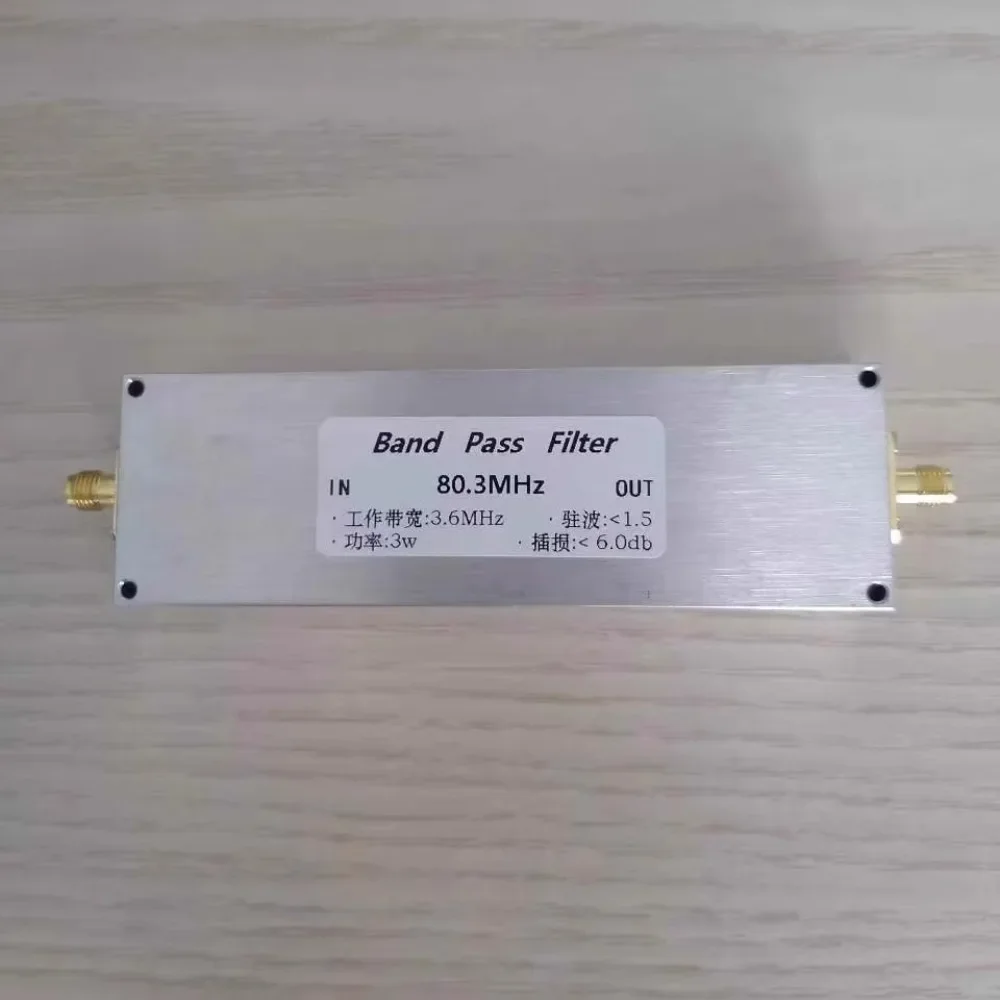 Band Pass Filter
IN 80.3MHz OUT
· 工作带宽:3.6MHz · 驻波:<1.5
· 功率:3w · 插损:< 6.0db